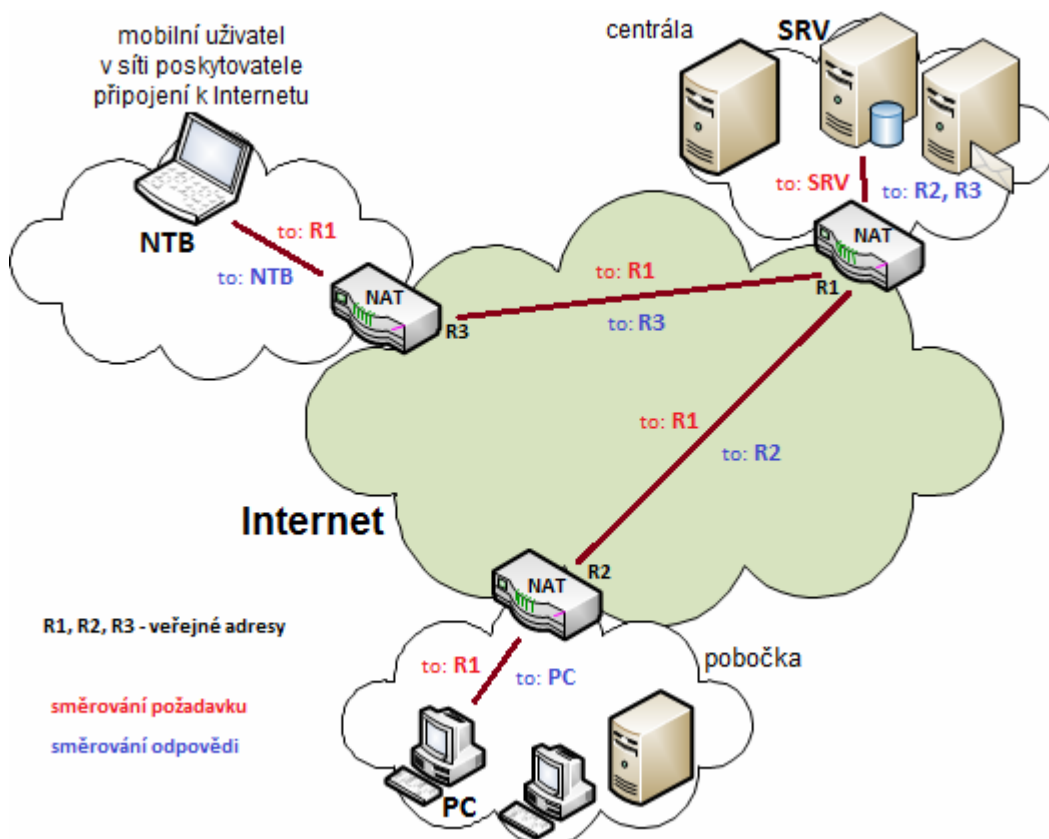 mobilní uživatel
v síti poskytovatele
připojení k Internetu
centrála
SRV
to: SRV
to: R2, R3
NTB
to: R1
to: NTB
NAT
R3
NAT
R1
to: R1
to: R3
to: R1
to: R2
Internet
NAT
R2
R1, R2, R3 - veřejné adresy
to: R1
to: PC
pobočka
směrování požadavku
směrování odpovědi
PC